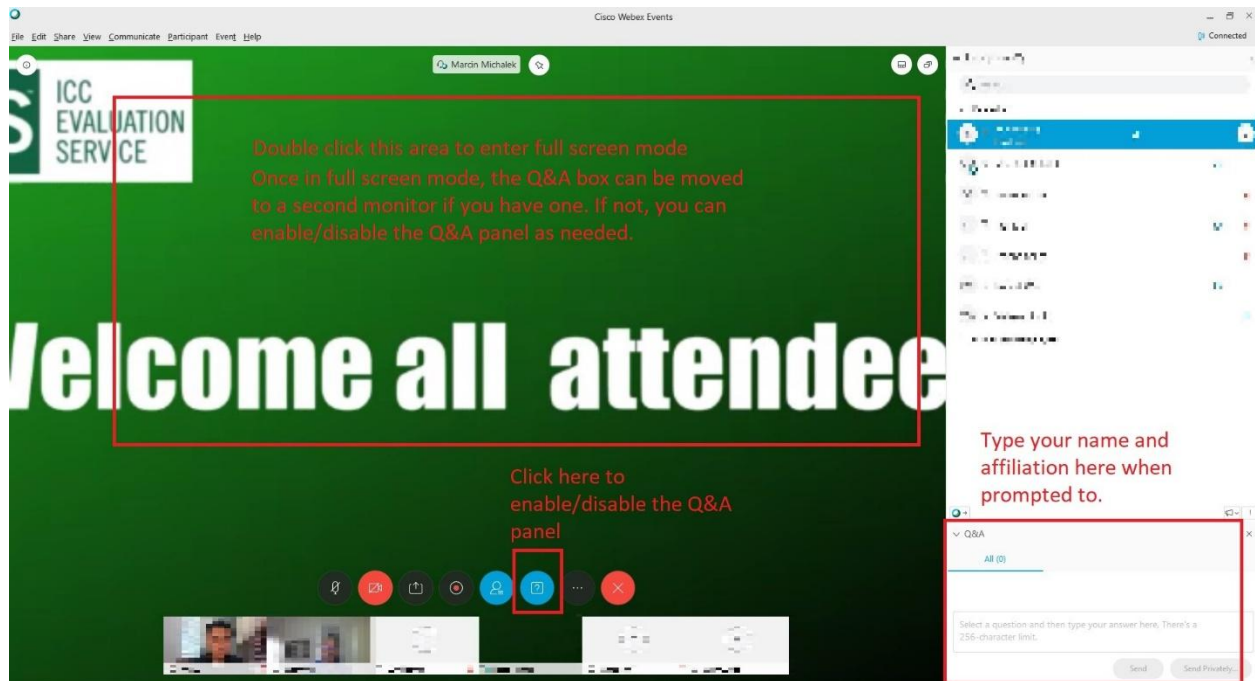 Cisco Webex Events
File Edit Share View Communicate Participant Event Help
Connected
Marcin Michalek
S
ICC
EVALUATION
SERVICE
Double click this area to enter full screen mode
Once in full screen mode, the Q&A box can be moved
to a second monitor if you have one. If not, you can
enable/disable the Q&A panel as needed.
Welcome all attendee
Click here to
enable/disable the Q&A
panel
Type your name and
affiliation here when
prompted to.
Q&A
All (0)
Select a question and then type your answer here, There's a
256-character limit.
Send Send Privately...